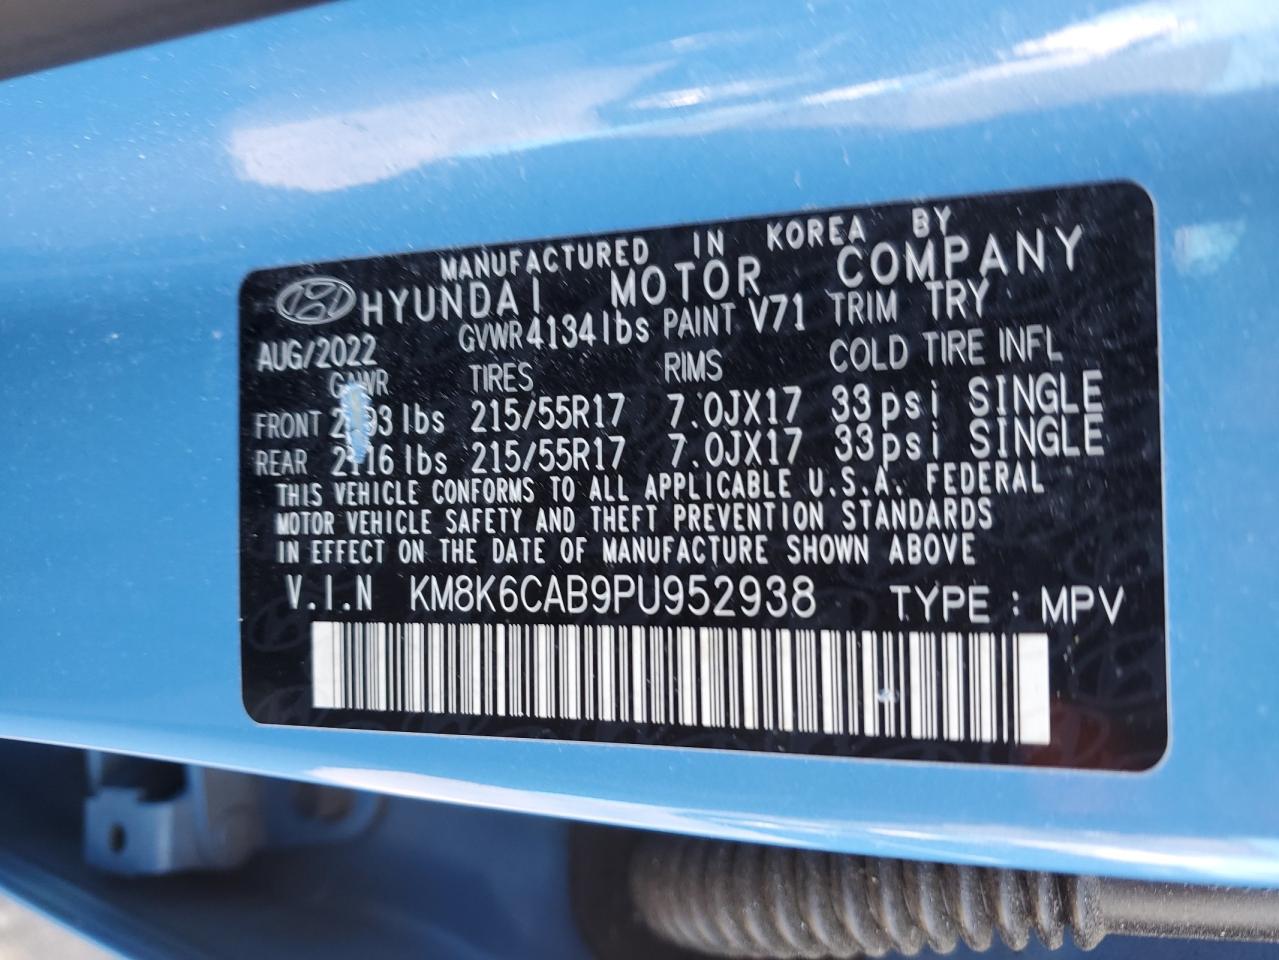 MANUFACTURED IN KOREA BY
HYUNDAI MOTOR COMPANY
AUG/2022 GVWR 4134lbs PAINT V71 TRIM TRY
GAWR TIRES RIMS COLD TIRE INFL
FRONT lbs 215/55R17 7.0JX17 33psi SINGLE
REAR 2116 lbs 215/55R17 7.0JX17 33psi SINGLE
THIS VEHICLE CONFORMS TO ALL APPLICABLE U.S.A. FEDERAL
MOTOR VEHICLE SAFETY AND THEFT PREVENTION STANDARDS
IN EFFECT ON THE DATE OF MANUFACTURE SHOWN ABOVE
V.I.N KM8K6CAB9PU952938 TYPE : MPV